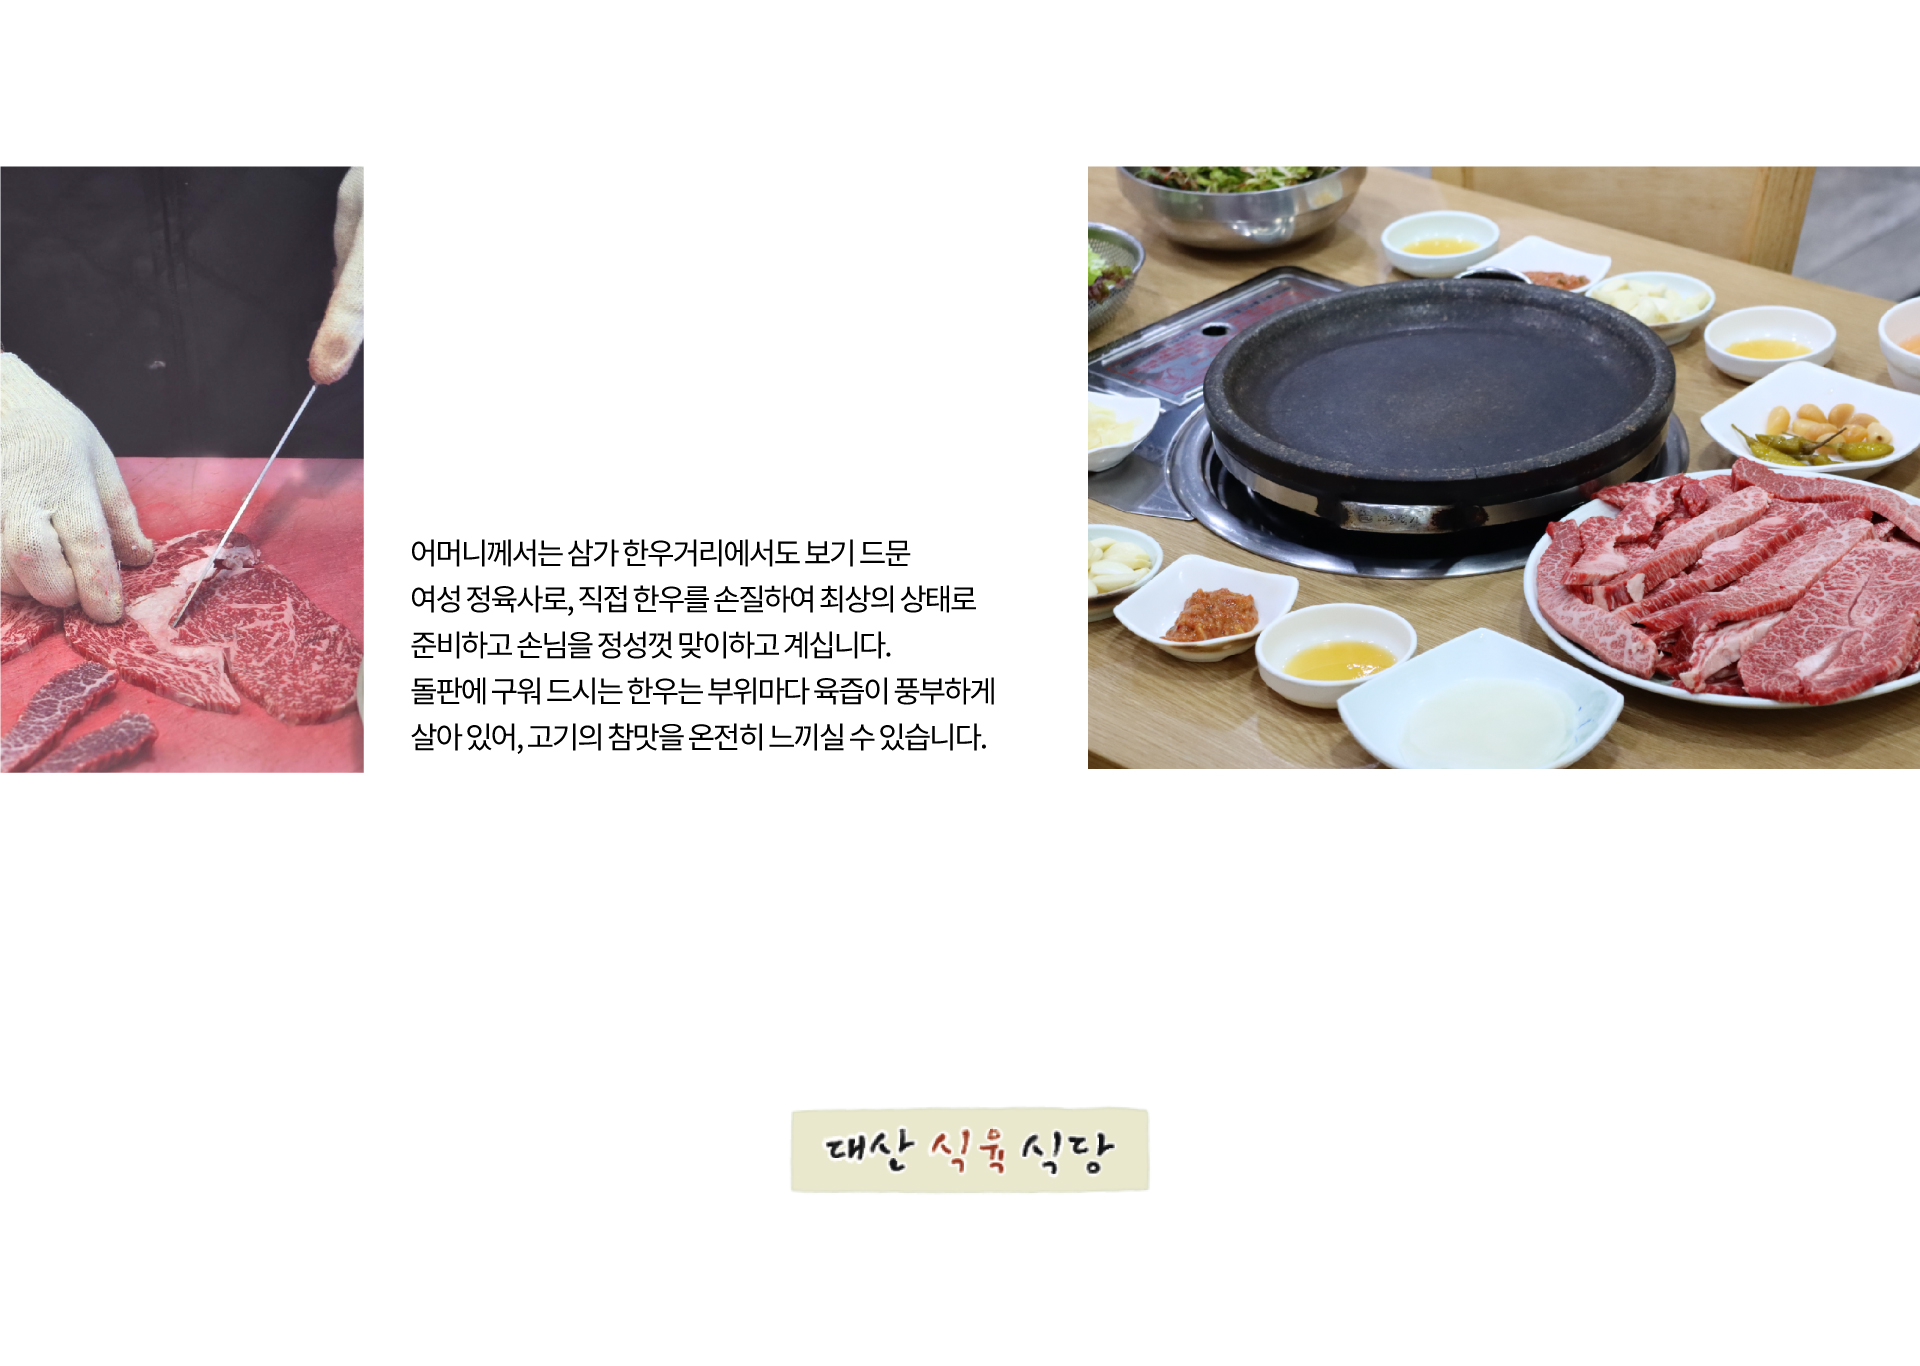 어머니께서는 삼가 한우거리에서도 보기 드문
여성 정육사로, 직접 한우를 손질하여 최상의 상태로
준비하고 손님을 정성껏 맞이하고 계십니다.
돌판에 구워 드시는 한우는 부위마다 육즙이 풍부하게
살아 있어, 고기의 참맛을 온전히 느끼실 수 있습니다.
대산 식육 식당